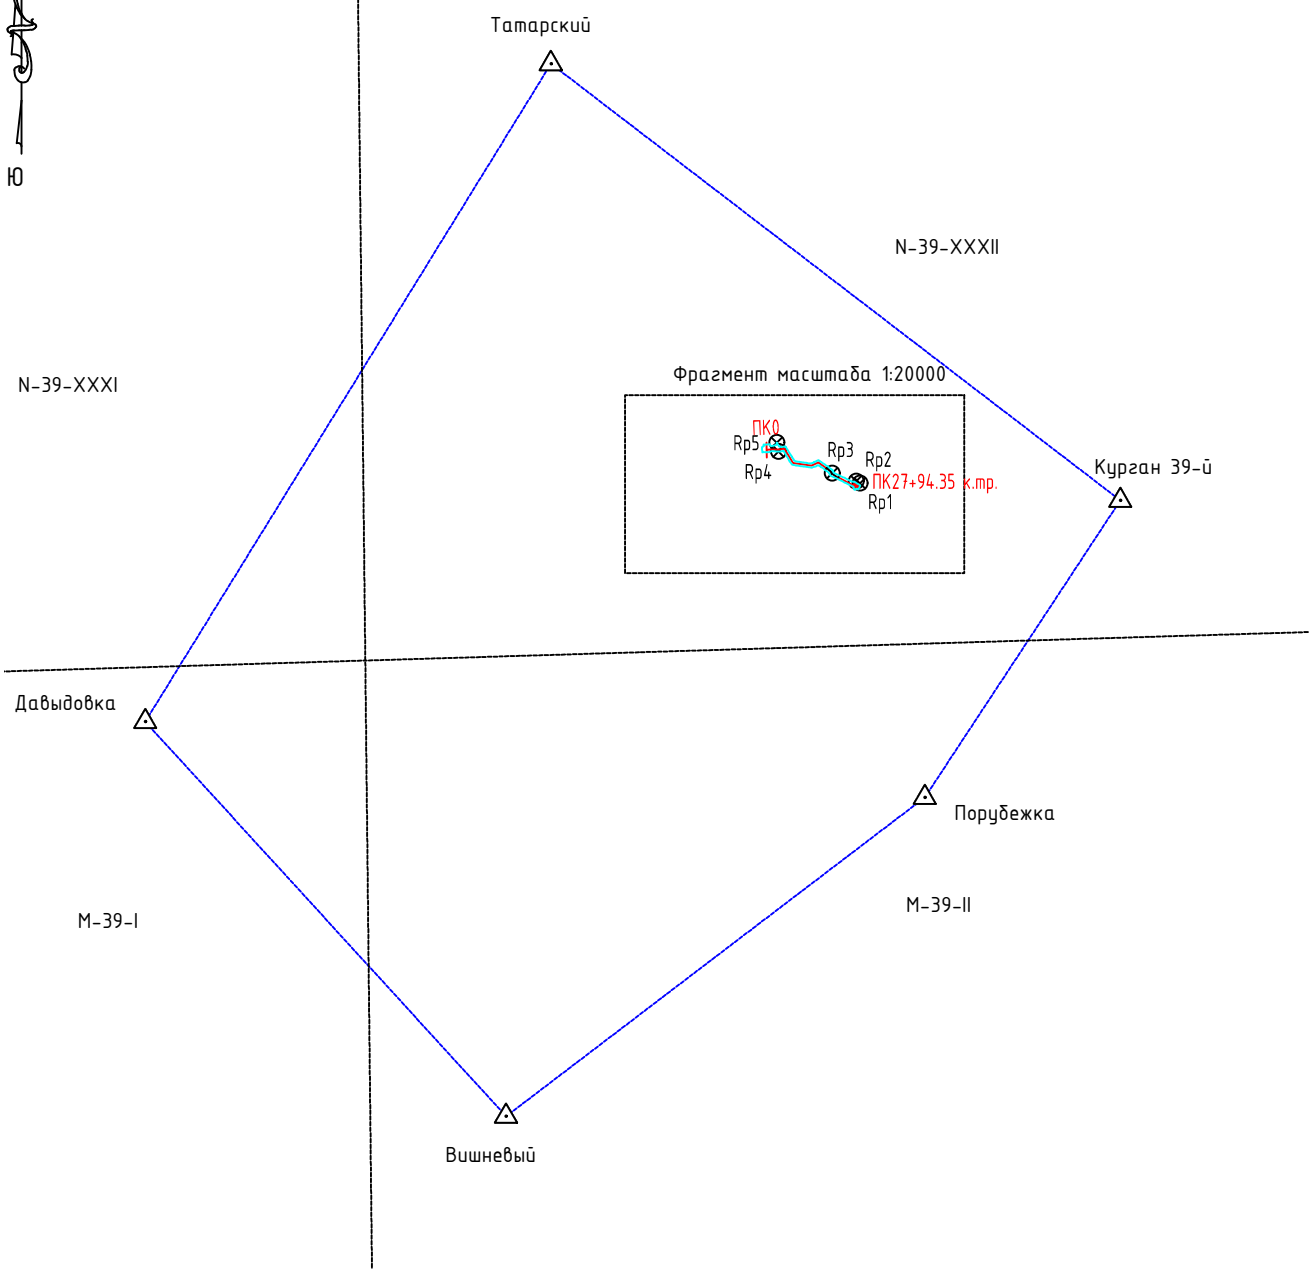 Татарский
Ю
N-39-XXXII
Фрагмент масштаба 1:20000
N-39-XXXI
ПК0
Rp5
Rp3
Rp2
Rp4
Курган 39-й
ПК27+94.35 к.тр.
Rp1
Давыдовка
Порубежка
М-39-II
М-39-I
Вишневый